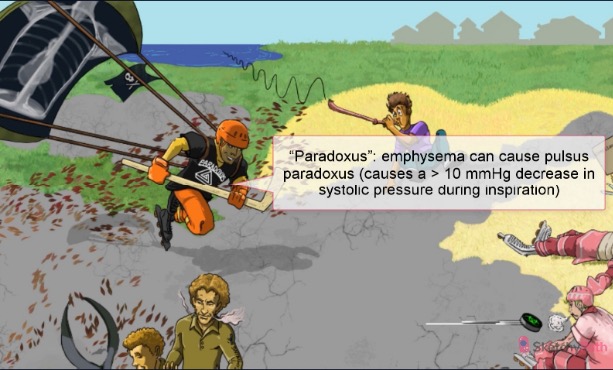 "Paradoxus": emphysema can cause pulsus
paradoxus (causes a > 10 mmHg decrease in
systolic pressure during inspiration)